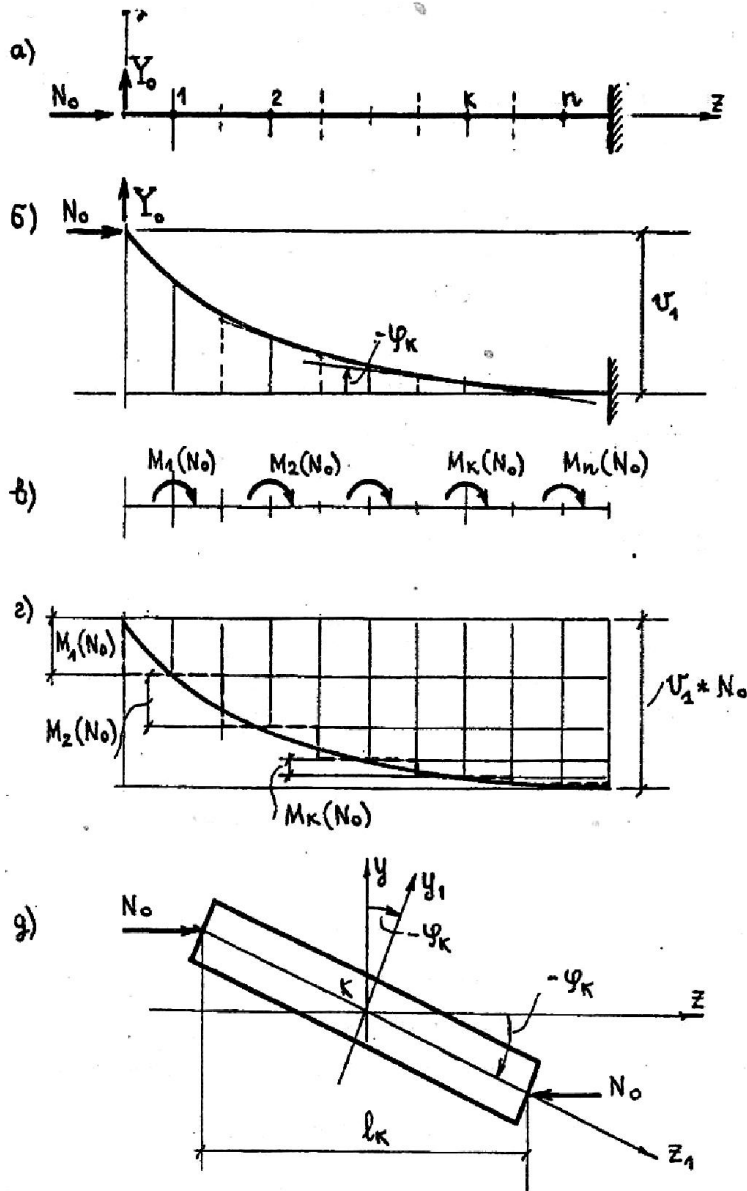 а)
Y₀
N₀
1
2
к
n
z
б)
N₀
Y₀
-φк
v₁
в)
M₁(N₀)
M₂(N₀)
Mк(N₀)
Mn(N₀)
г)
M₁(N₀)
M₂(N₀)
Mк(N₀)
v₁*N₀
д)
N₀
y
y₁
-φк
к
-φк
z
N₀
lк
z₁